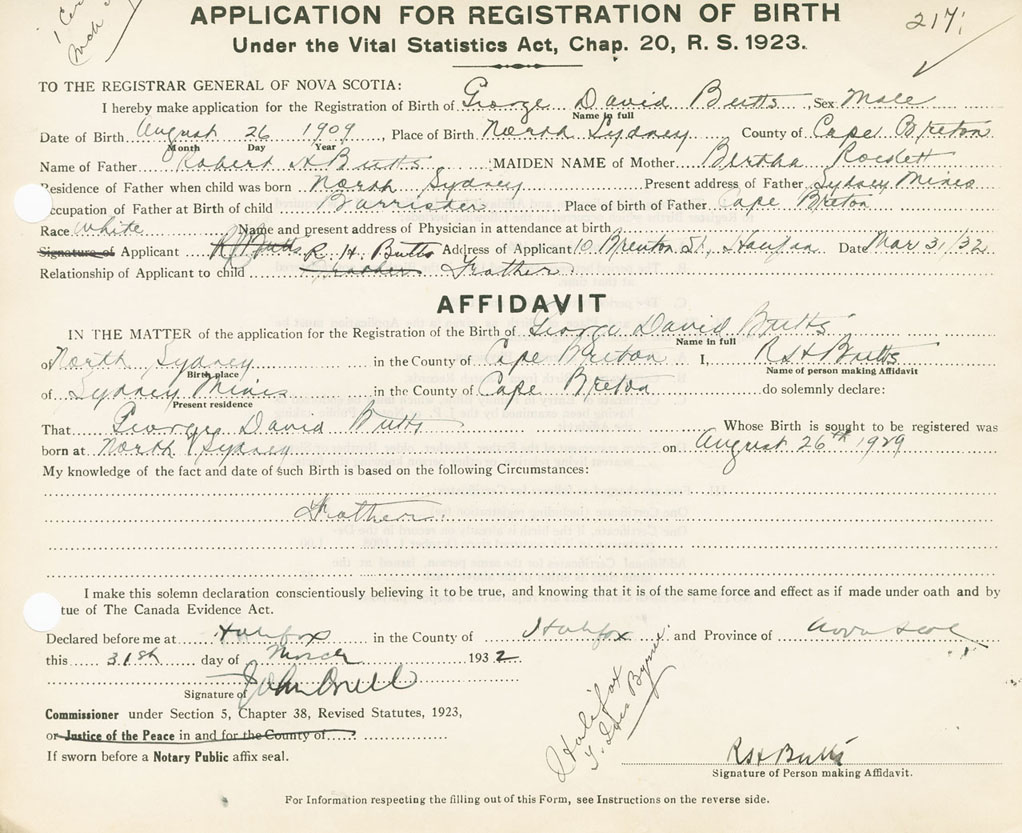 APPLICATION FOR REGISTRATION OF BIRTH
217
Under the Vital Statistics Act, Chap. 20, R. S. 1923.
TO THE REGISTRAR GENERAL OF NOVA SCOTIA:
I hereby make application for the Registration of Birth of George David Butts, Sex Male
Name in full
Date of Birth August 26 1909, Place of Birth North Sydney County of Cape Breton
Month Day Year
Name of Father Robert H Butts MAIDEN NAME of Mother Bertha
Residence of Father when child was born North Sydney Present address of Father Sydney Mines
ccupation of Father at Birth of child Barrister Place of birth of Father Cape Breton
Race White Name and present address of Physician in attendance at birth
Signature of Applicant R H Butts R. H. Butts Address of Applicant 10 Brenton St., Halifax Date Mar 31/32
Relationship of Applicant to child Father
AFFIDAVIT
IN THE MATTER of the application for the Registration of the Birth of George David Butts
Name in full
of North Sydney in the County of Cape Breton I, R H Butts
Birth place Name of person making Affidavit
of Sydney Mines in the County of Cape Breton do solemnly declare:
Present residence
That George David Butts Whose Birth is sought to be registered was
born at North Sydney on August 26th 1909
My knowledge of the fact and date of such Birth is based on the following Circumstances:
Father
I make this solemn declaration conscientiously believing it to be true, and knowing that it is of the same force and effect as if made under oath and by
tue of The Canada Evidence Act.
Declared before me at Halifax in the County of Halifax and Province of Nova Scotia
this 31st day of March 1932
Signature of John
Commissioner under Section 5, Chapter 38, Revised Statutes, 1923,
or Justice of the Peace in and for the County of
If sworn before a Notary Public affix seal.
Halifax
R H Butts
Signature of Person making Affidavit.
For Information respecting the filling out of this Form, see Instructions on the reverse side.